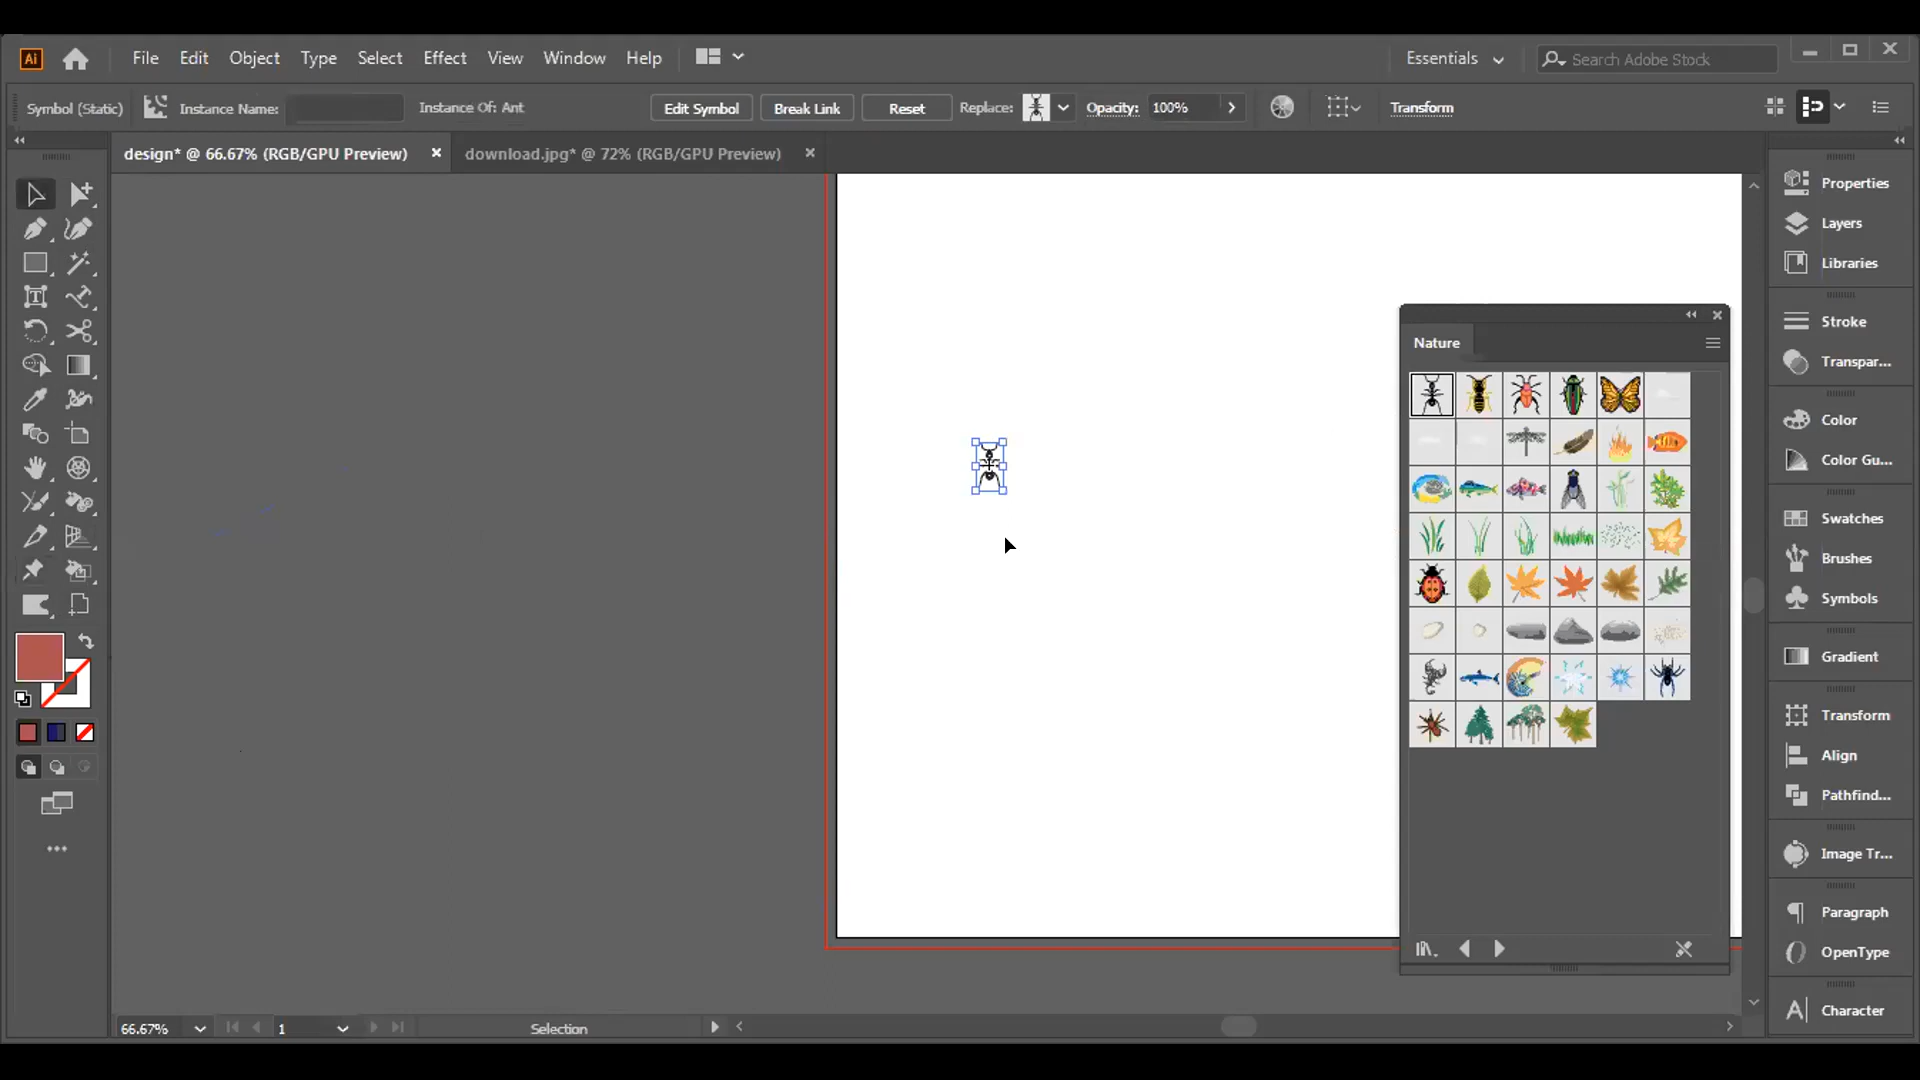 Ai File Edit Object Type Select Effect View Window Help Essentials Search Adobe Stock
Symbol (Static) Instance Name: Instance Of: Ant Edit Symbol Break Link Reset Replace: Opacity: 100% Transform
design* @ 66.67% (RGB/GPU Preview) download.jpg* @ 72% (RGB/GPU Preview)
Properties
Layers
Libraries
Stroke
Nature
Transpar...
Color
Color Gu...
Swatches
Brushes
Symbols
Gradient
Transform
Align
Pathfind...
Image Tr...
Paragraph
OpenType
Character
66.67% 1 Selection